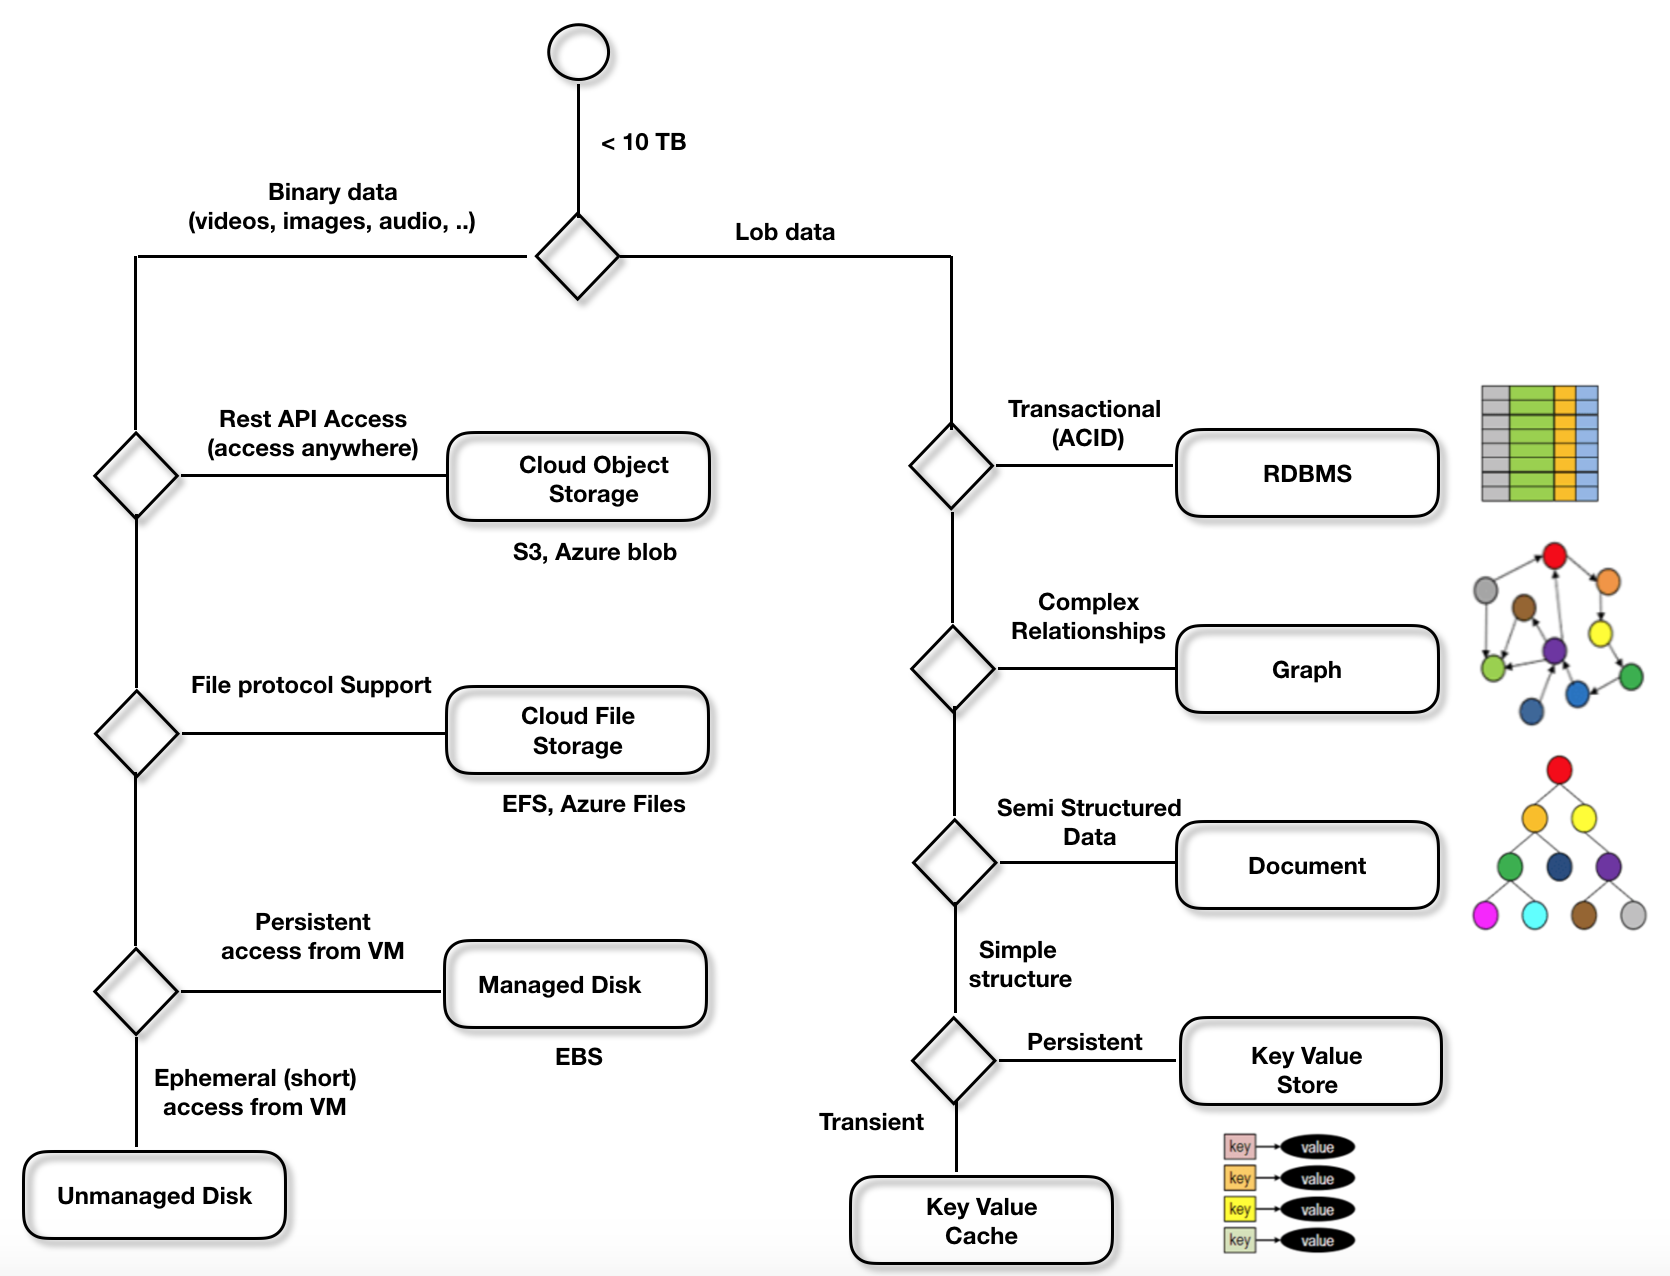 < 10 TB
Binary data
(videos, images, audio, ..)
Lob data
Rest API Access
(access anywhere)
Cloud Object
Storage
S3, Azure blob
Transactional
(ACID)
RDBMS
Complex
Relationships
Graph
File protocol Support
Cloud File
Storage
EFS, Azure Files
Semi Structured
Data
Document
Persistent
access from VM
Managed Disk
EBS
Simple
structure
Persistent
Key Value
Store
Ephemeral (short)
access from VM
Transient
Unmanaged Disk
Key Value
Cache
key value
key value
key value
key value